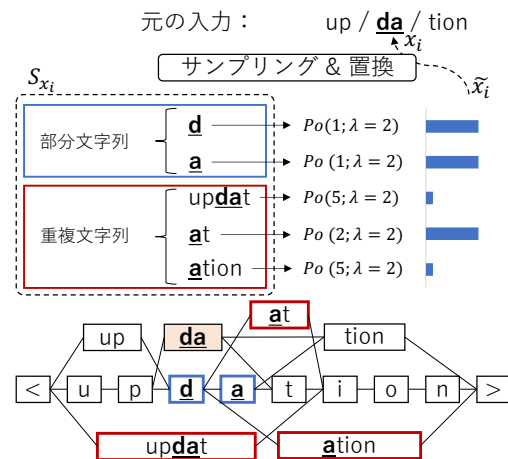 元の入力: up / da / tion
x_i
サンプリング & 置換
S_{x_i}
\tilde{x_i}
部分文字列
d Po(1; λ = 2)
a Po (1; λ = 2)
重複文字列
updat Po(5; λ = 2)
at Po (2; λ = 2)
ation Po (5; λ = 2)
at
up da tion
< u p d a t i o n >
updat ation